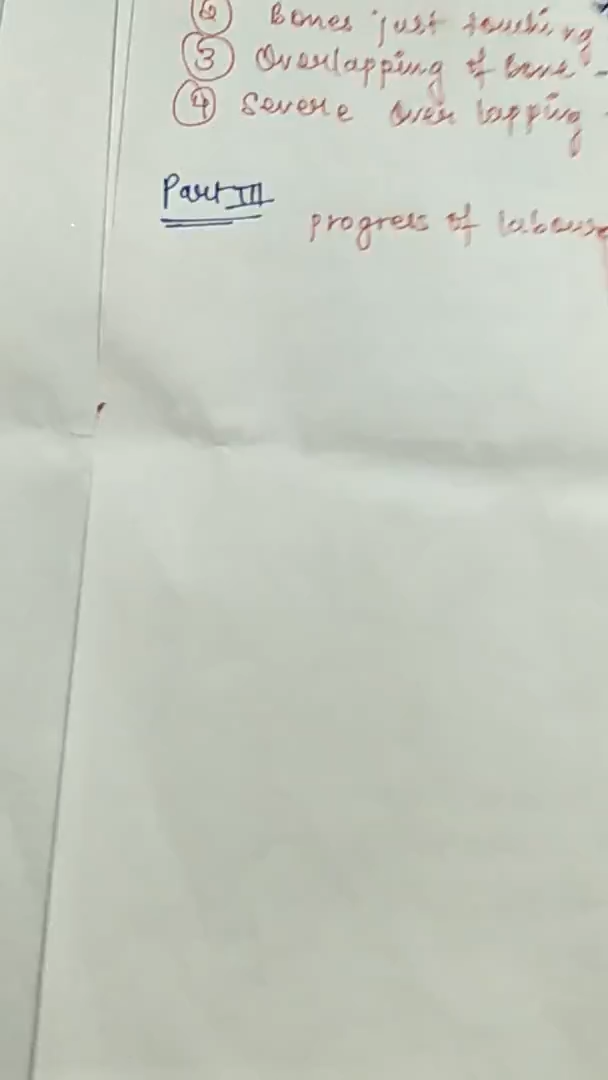 ② Bones just touching
③ Overlapping of bone -
④ Severe over lapping -
Part III
progress of labour